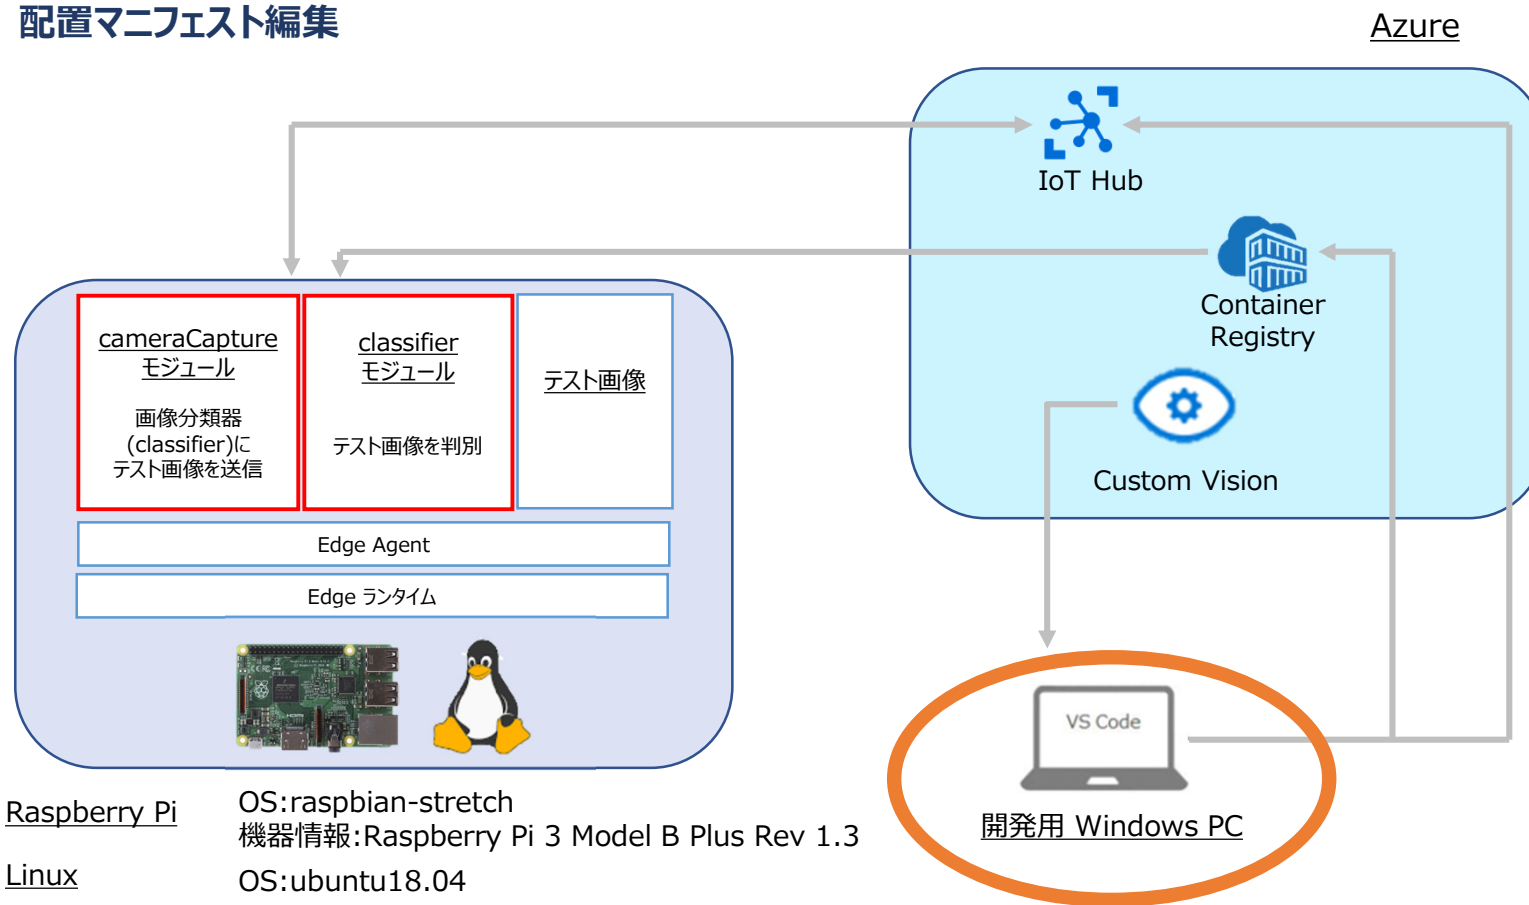 配置マニフェスト編集
Azure
IoT Hub
Container
Registry
Custom Vision
cameraCapture
モジュール
画像分類器
(classifier)に
テスト画像を送信
classifier
モジュール
テスト画像を判別
テスト画像
Edge Agent
Edge ランタイム
VS Code
開発用 Windows PC
Raspberry Pi
OS:raspbian-stretch
機器情報:Raspberry Pi 3 Model B Plus Rev 1.3
Linux
OS:ubuntu18.04